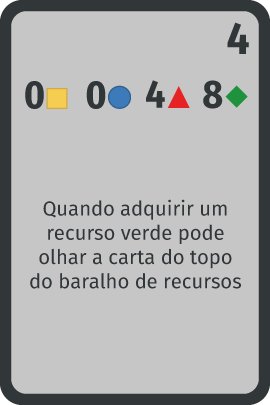 4
0 0 4 8
Quando adquirir um
recurso verde pode
olhar a carta do topo
do baralho de recursos